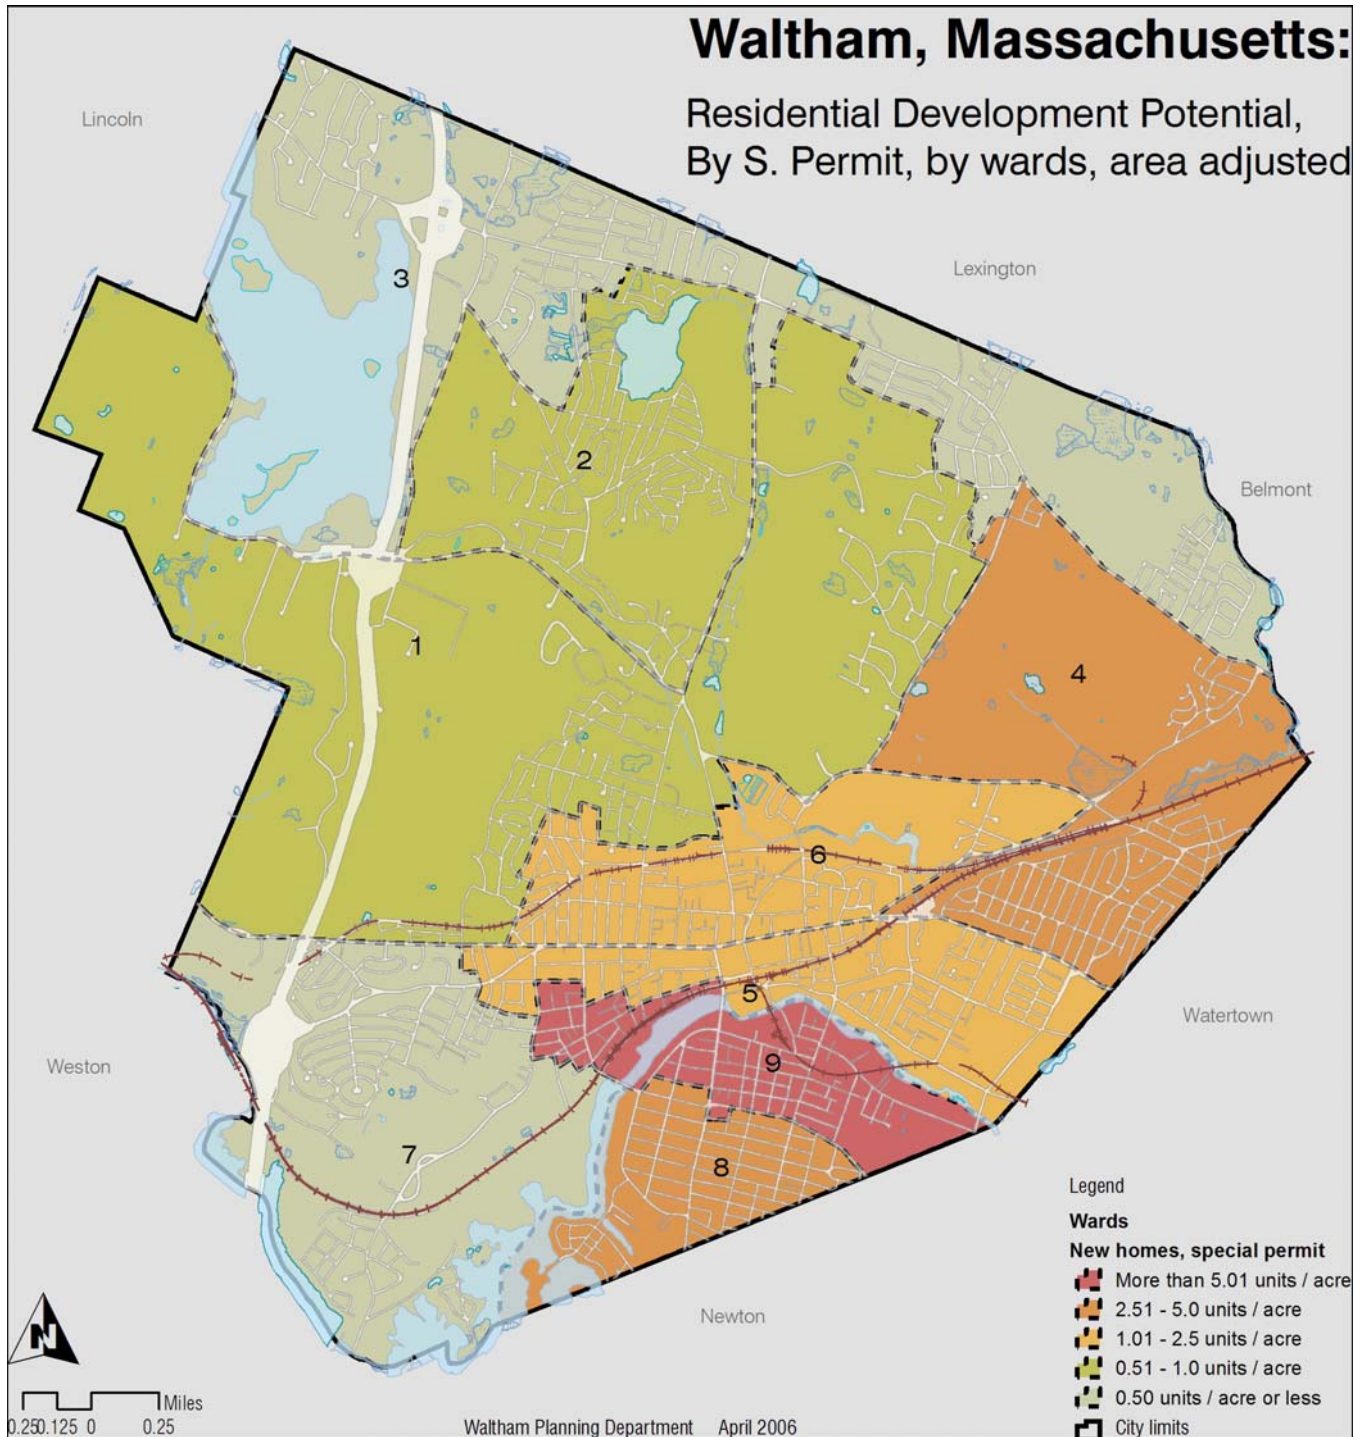 Waltham, Massachusetts:
Residential Development Potential,
By S. Permit, by wards, area adjusted
Lincoln
Lexington
3
2
Belmont
1
4
6
5
Watertown
Weston
9
7
8
Newton
Legend
Wards
New homes, special permit
More than 5.01 units / acre
2.51 - 5.0 units / acre
1.01 - 2.5 units / acre
0.51 - 1.0 units / acre
0.50 units / acre or less
City limits
N
Miles
0.250.125 0 0.25
Waltham Planning Department April 2006